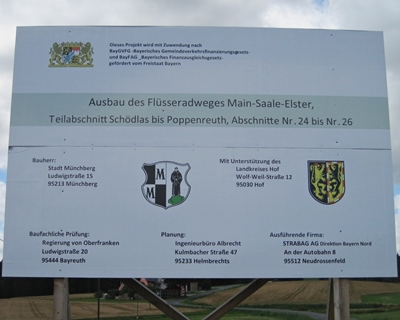 Dieses Projekt wird mit Zuwendung nach
BayGVFG -Bayerisches Gemeindeverkehrsfinanzierungsgesetz-
und BayFAG _Bayerisches Finanzausgleichsgesetz-
gefördert vom Freistaat Bayern
Ausbau des Flüsseradweges Main-Saale-Elster,
Teilabschnitt Schödlas bis Poppenreuth, Abschnitte Nr. 24 bis Nr. 26
Bauherr:
Stadt Münchberg
Ludwigstraße 15
95213 Münchberg
M
M
Mit Unterstützung des
Landkreises Hof
Wolf-Weil-Straße 12
95030 Hof
Baufachliche Prüfung:
Regierung von Oberfranken
Ludwigstraße 20
95444 Bayreuth
Planung:
Ingenieurbüro Albrecht
Kulmbacher Straße 47
95233 Helmbrechts
Ausführende Firma:
STRABAG AG Direktion Bayern Nord
An der Autobahn 8
95512 Neudrossenfeld